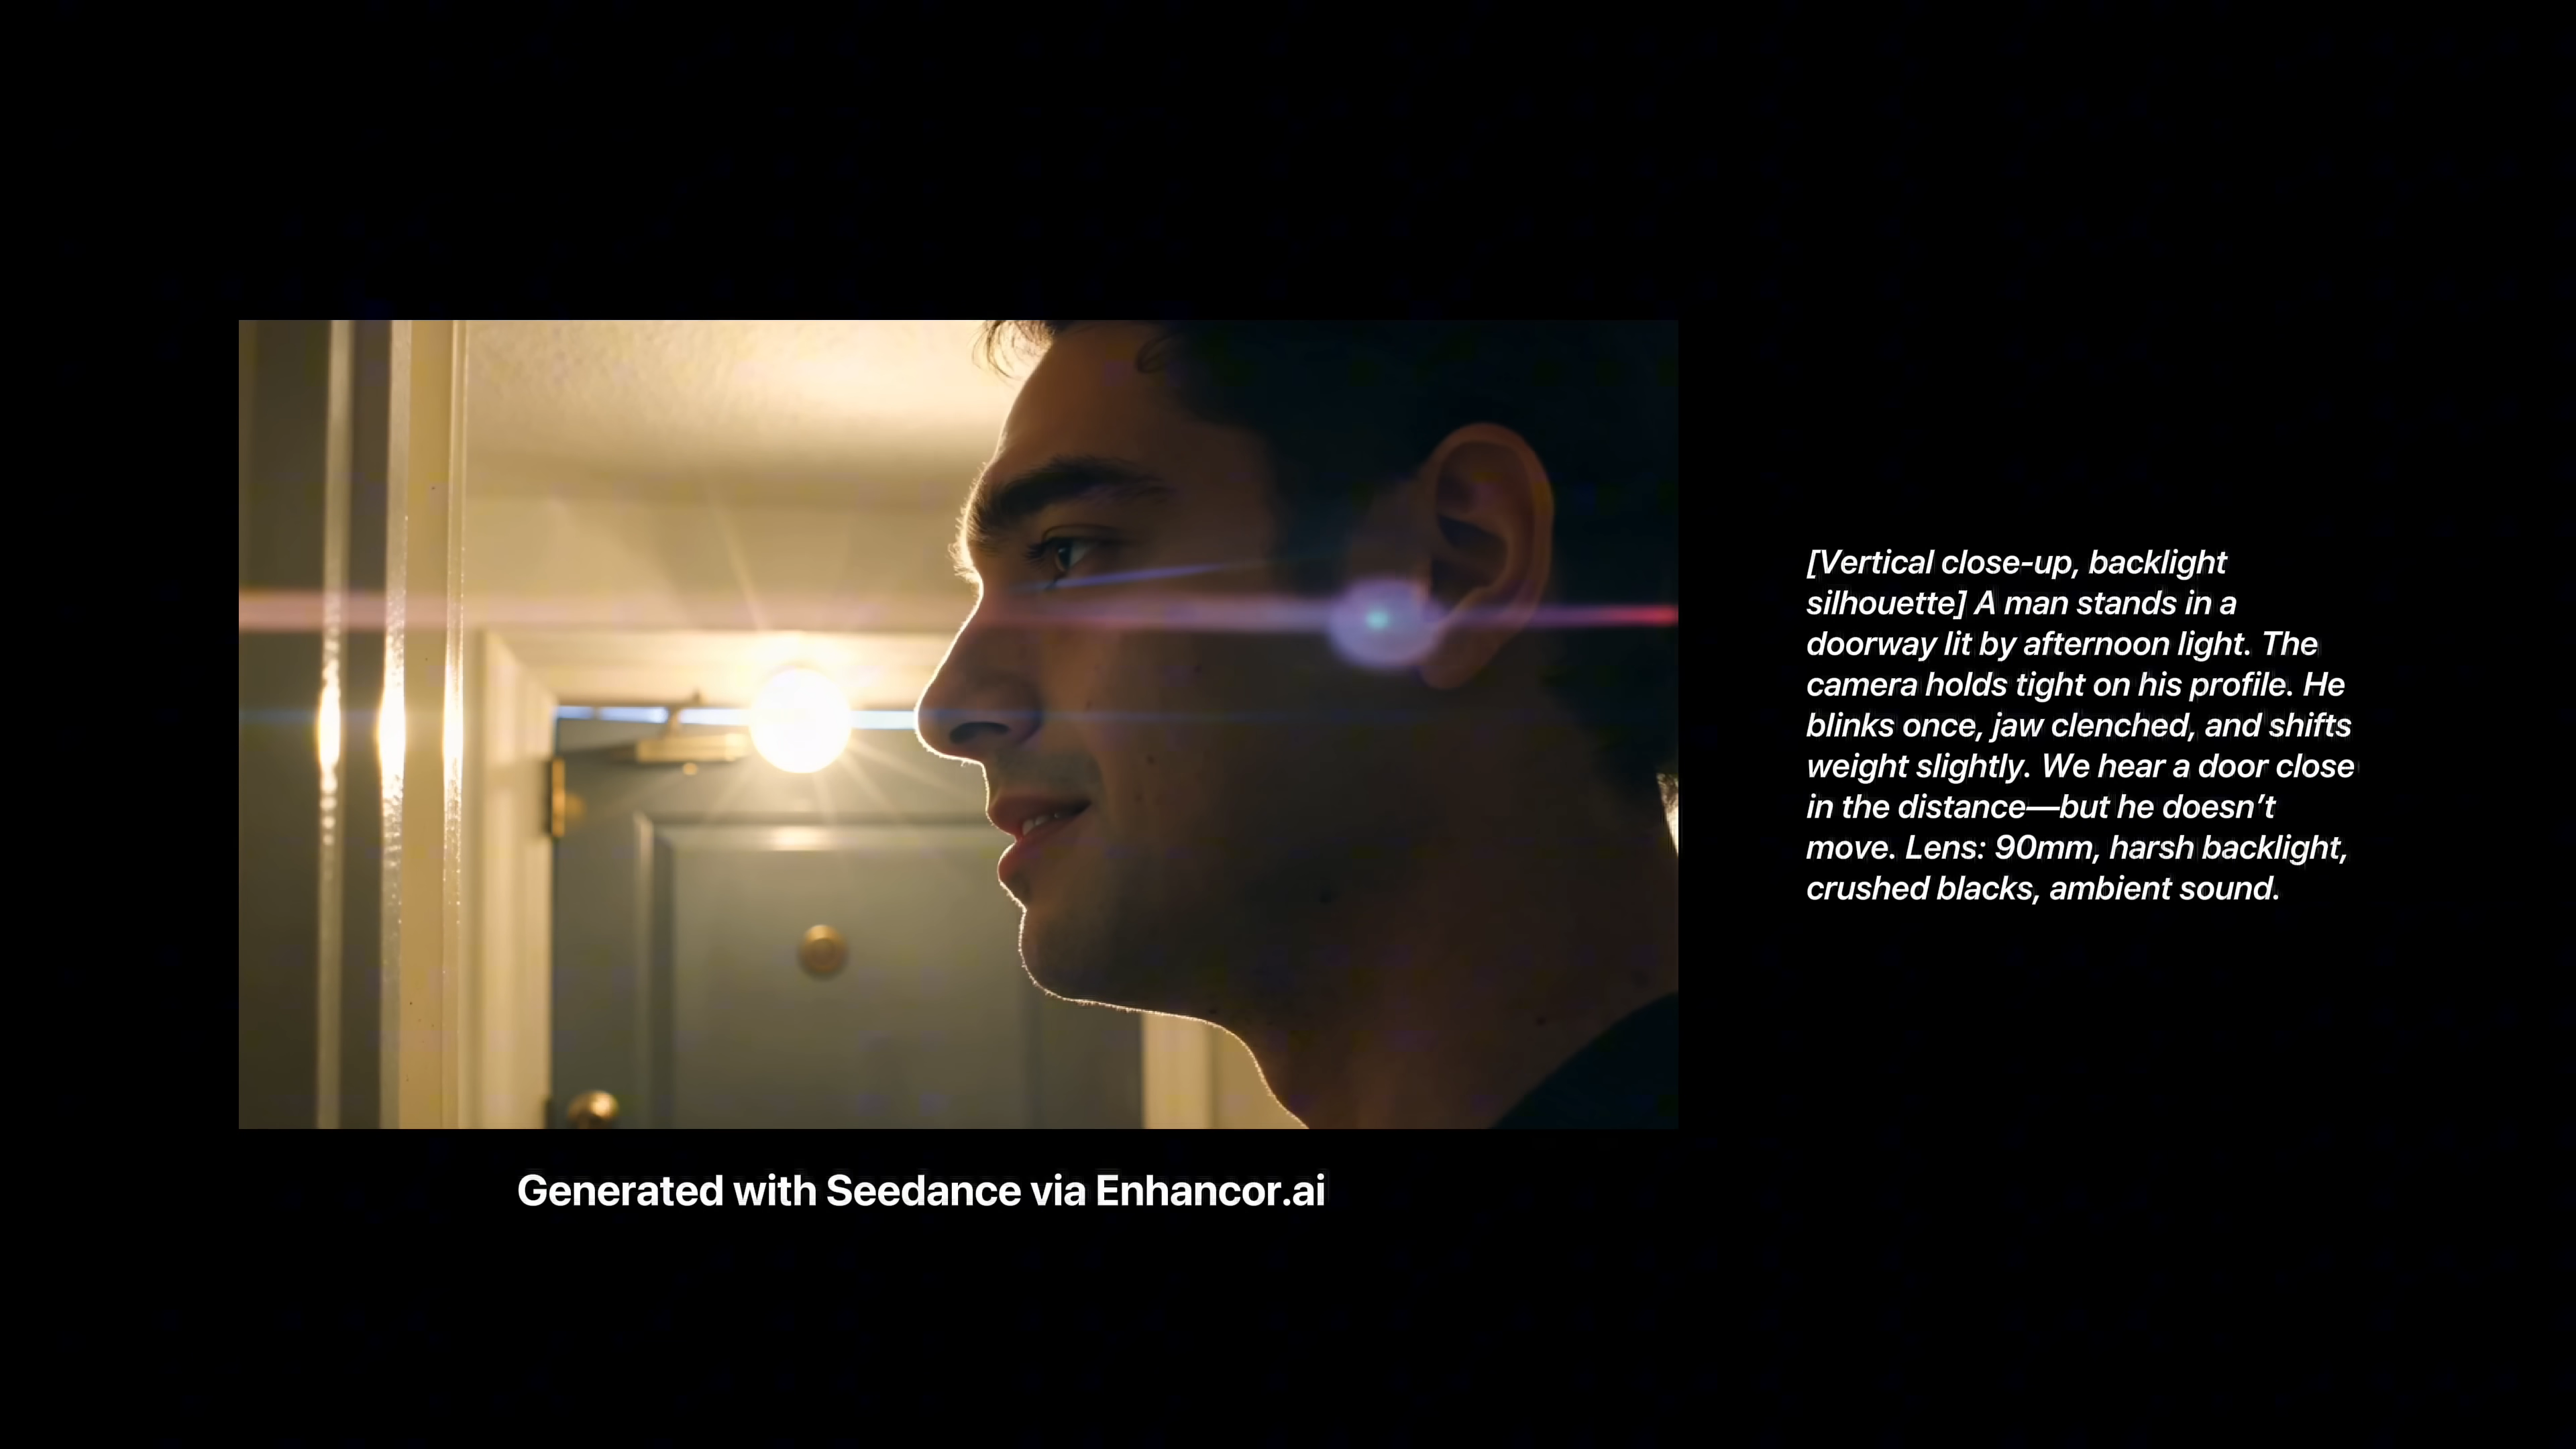 [Vertical close-up, backlight
silhouette] A man stands in a
doorway lit by afternoon light. The
camera holds tight on his profile. He
blinks once, jaw clenched, and shifts
weight slightly. We hear a door close
in the distance—but he doesn’t
move. Lens: 90mm, harsh backlight,
crushed blacks, ambient sound.
Generated with Seedance via Enhancor.ai